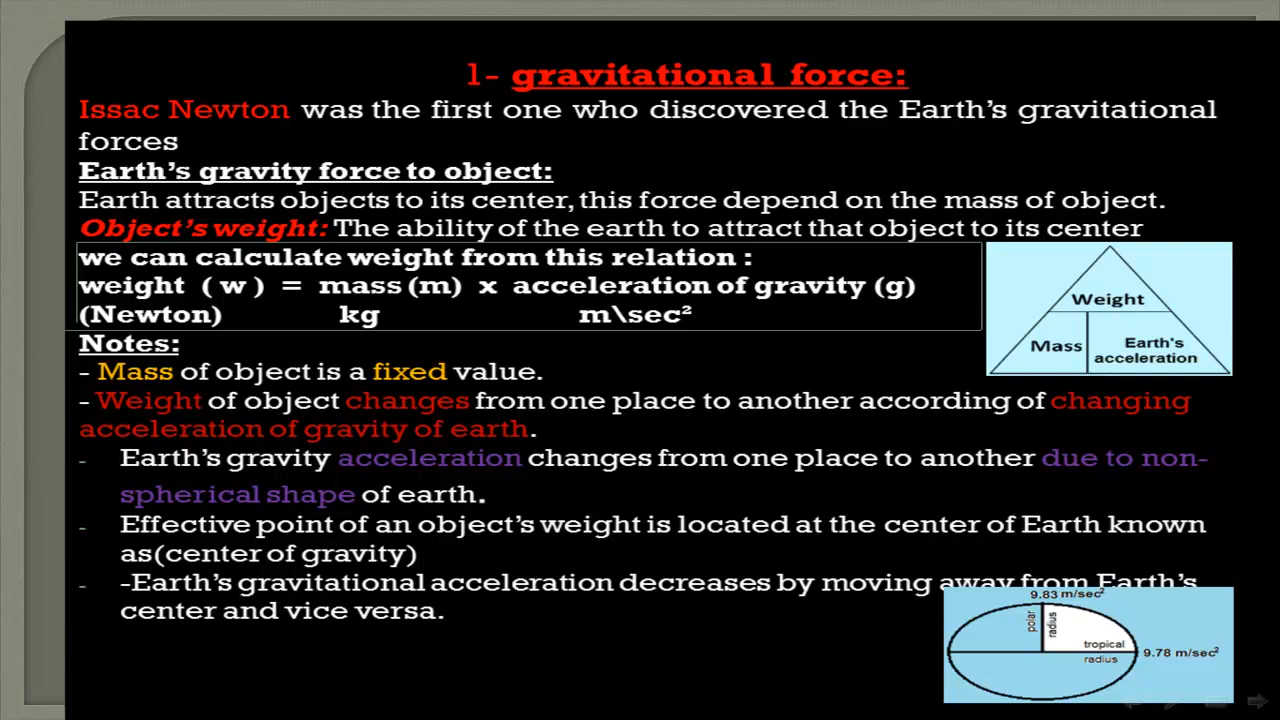 1- gravitational force:
Issac Newton was the first one who discovered the Earth's gravitational
forces
Earth's gravity force to object:
Earth attracts objects to its center, this force depend on the mass of object.
Object's weight: The ability of the earth to attract that object to its center
we can calculate weight from this relation :
weight ( w ) = mass (m) x acceleration of gravity (g)
(Newton) kg m\sec²
Weight
Mass
Earth's
acceleration
Notes:
- Mass of object is a fixed value.
- Weight of object changes from one place to another according of changing
acceleration of gravity of earth.
- Earth's gravity acceleration changes from one place to another due to non-
spherical shape of earth.
- Effective point of an object's weight is located at the center of Earth known
as(center of gravity)
- -Earth's gravitational acceleration decreases by moving away from Earth's
center and vice versa.
9.83 m/sec²
polar
radius
tropical
radius
9.78 m/sec²